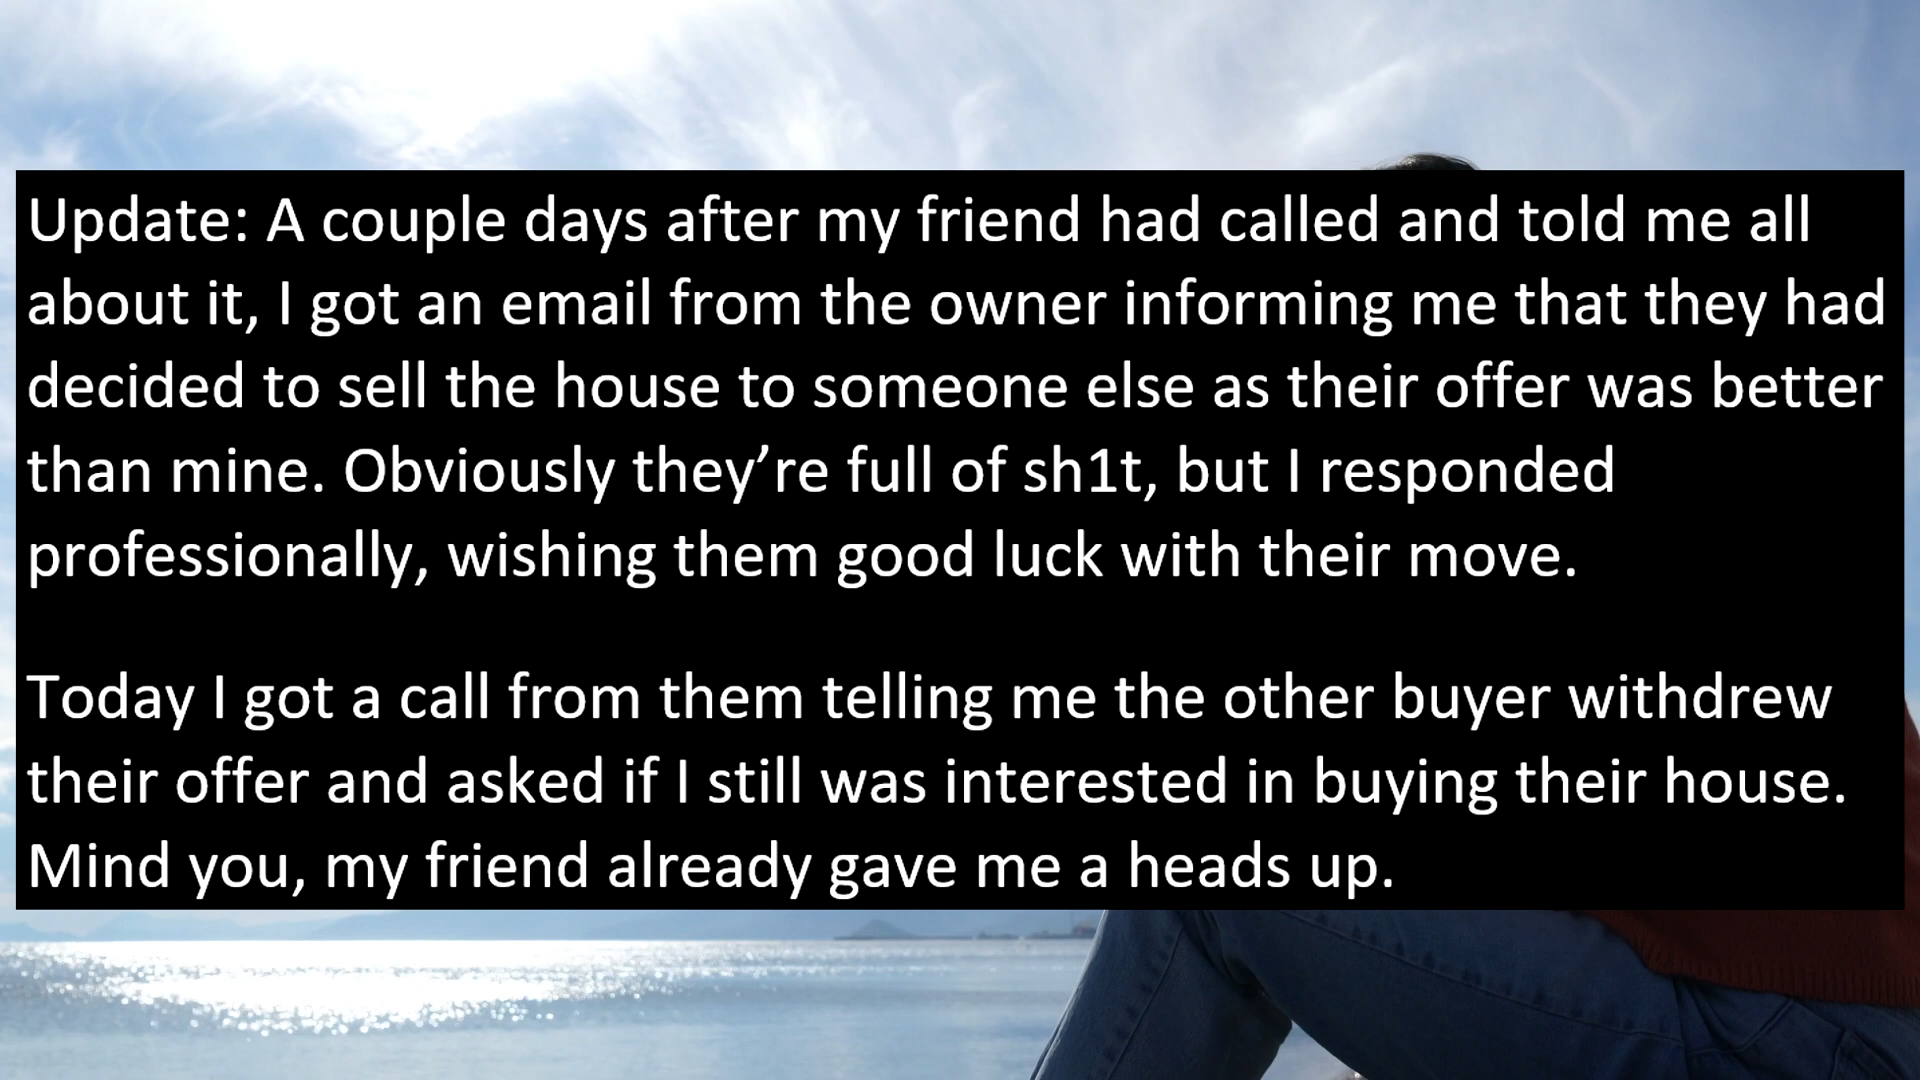 Update: A couple days after my friend had called and told me all
about it, I got an email from the owner informing me that they had
decided to sell the house to someone else as their offer was better
than mine. Obviously they’re full of sh1t, but I responded
professionally, wishing them good luck with their move.
Today I got a call from them telling me the other buyer withdrew
their offer and asked if I still was interested in buying their house.
Mind you, my friend already gave me a heads up.